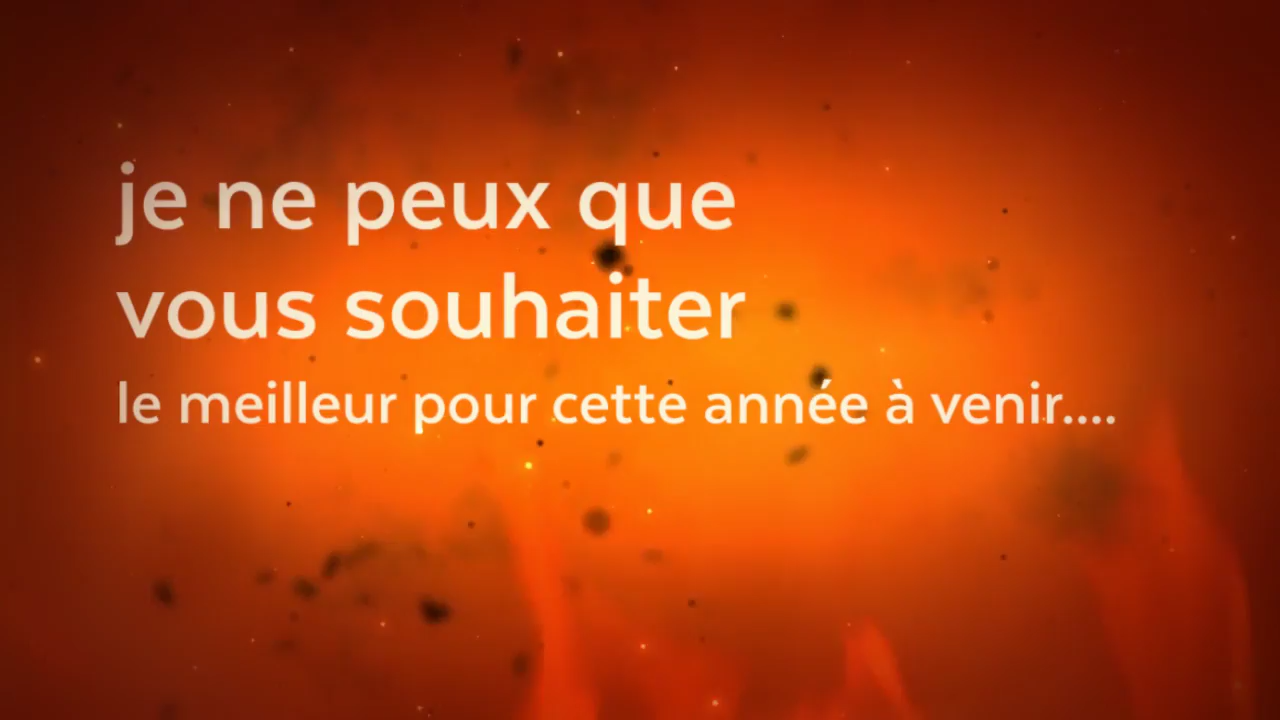 je ne peux que
vous souhaiter
le meilleur pour cette année à venir....